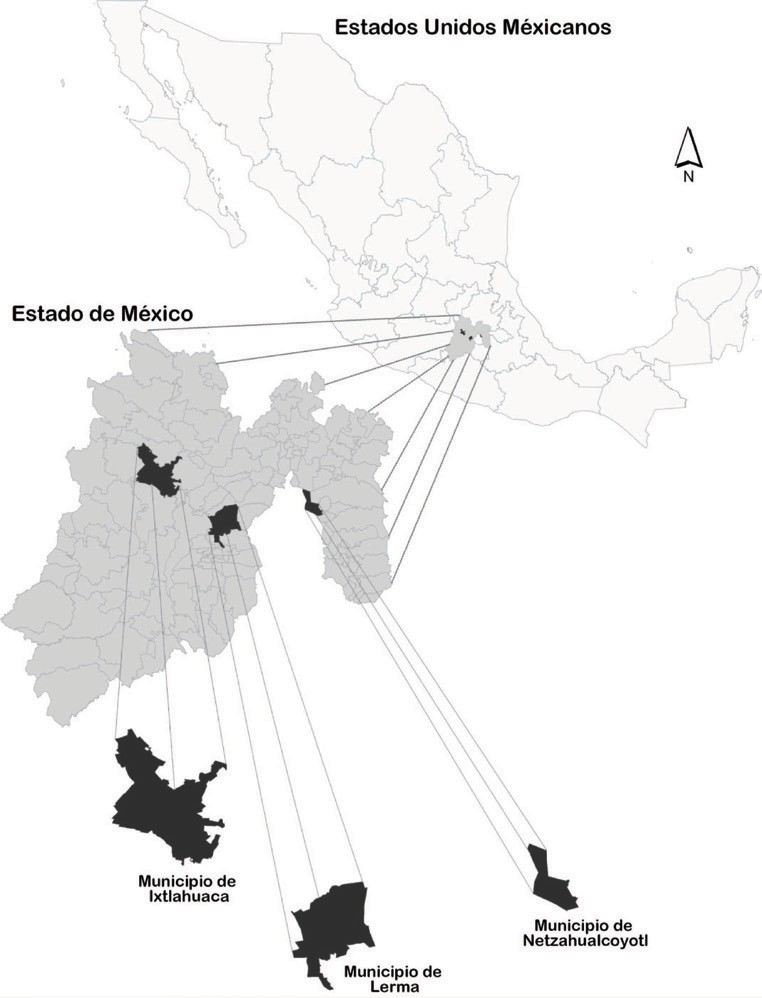 Estados Unidos Méxicanos
N
Estado de México
Municipio de
Ixtlahuaca
Municipio de
Netzahualcoyotl
Municipio de
Lerma